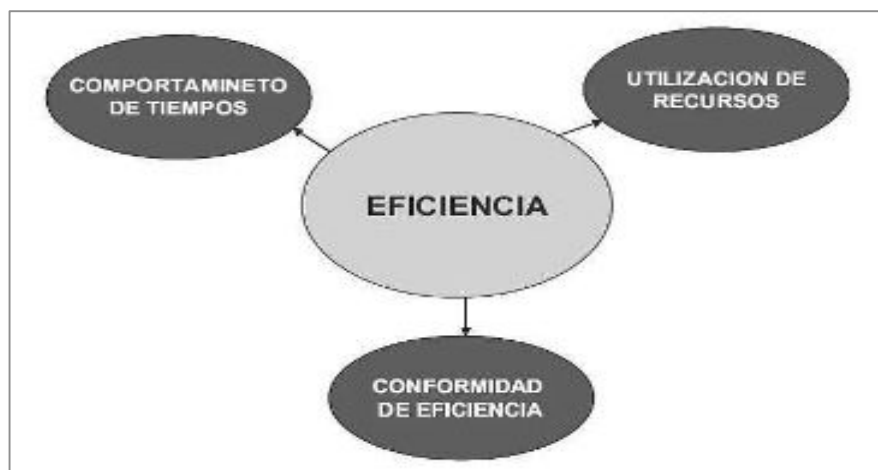 COMPORTAMINETO
DE TIEMPOS
UTILIZACION DE
RECURSOS
EFICIENCIA
CONFORMIDAD
DE EFICIENCIA